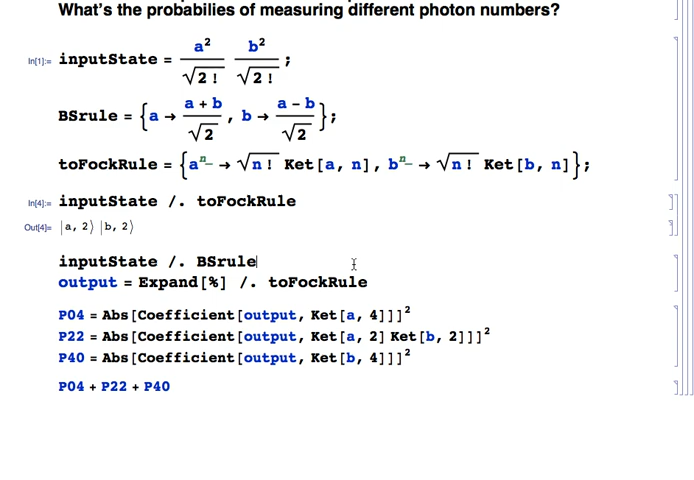 What's the probabilies of measuring different photon numbers?
In[1]:= inputState = a²/√2! b²/√2! ;
BSrule = {a → (a + b)/√2 , b → (a - b)/√2};
toFockRule = {a^n_ → √n! Ket[a, n], b^n_ → √n! Ket[b, n]};
In[4]:= inputState /. toFockRule
Out[4]= |a, 2⟩ |b, 2⟩
inputState /. BSrule
output = Expand[%] /. toFockRule
P04 = Abs[Coefficient[output, Ket[a, 4]]]²
P22 = Abs[Coefficient[output, Ket[a, 2] Ket[b, 2]]]²
P40 = Abs[Coefficient[output, Ket[b, 4]]]²
P04 + P22 + P40